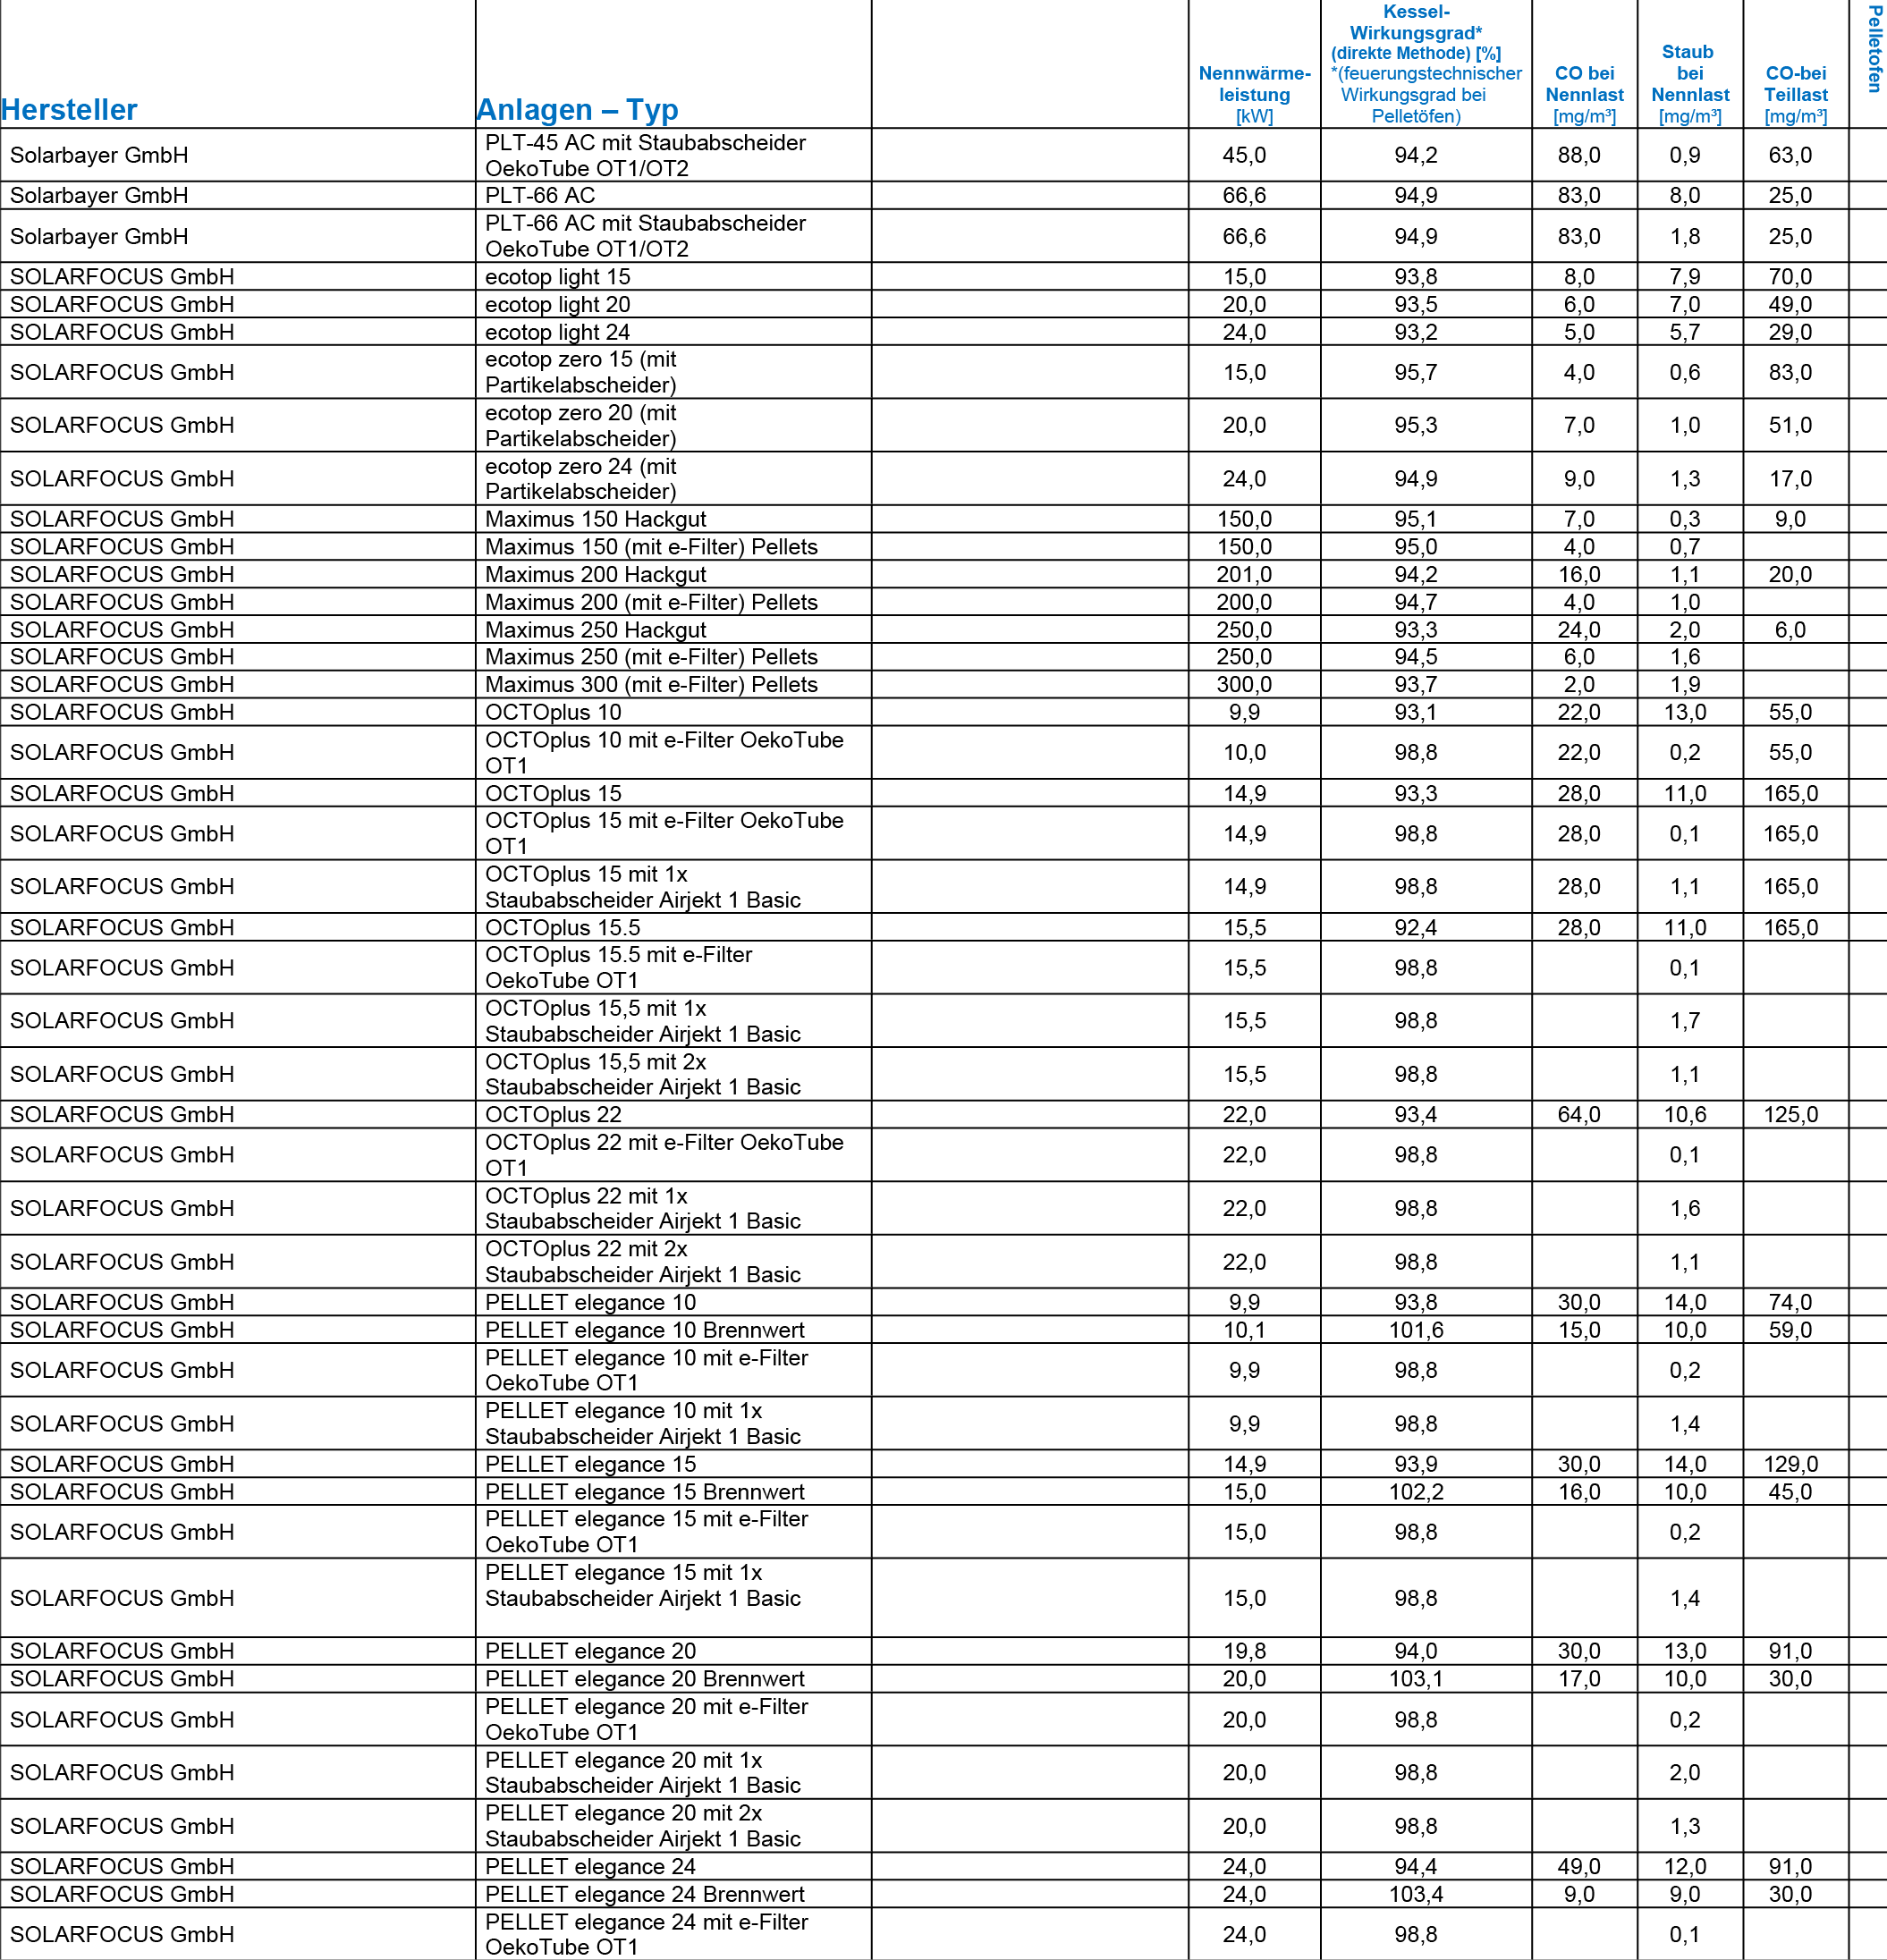 Hersteller Anlagen – Typ Nennwärme-leistung [kW] Kessel-Wirkungsgrad* (direkte Methode) [%] *(feuerungstechnischer Wirkungsgrad bei Pelletöfen) CO bei Nennlast [mg/m³] Staub bei Nennlast [mg/m³] CO-bei Teillast [mg/m³] Pelletofen
Solarbayer GmbH PLT-45 AC mit Staubabscheider OekoTube OT1/OT2 45,0 94,2 88,0 0,9 63,0
Solarbayer GmbH PLT-66 AC 66,6 94,9 83,0 8,0 25,0
Solarbayer GmbH PLT-66 AC mit Staubabscheider OekoTube OT1/OT2 66,6 94,9 83,0 1,8 25,0
SOLARFOCUS GmbH ecotop light 15 15,0 93,8 8,0 7,9 70,0
SOLARFOCUS GmbH ecotop light 20 20,0 93,5 6,0 7,0 49,0
SOLARFOCUS GmbH ecotop light 24 24,0 93,2 5,0 5,7 29,0
SOLARFOCUS GmbH ecotop zero 15 (mit Partikelabscheider) 15,0 95,7 4,0 0,6 83,0
SOLARFOCUS GmbH ecotop zero 20 (mit Partikelabscheider) 20,0 95,3 7,0 1,0 51,0
SOLARFOCUS GmbH ecotop zero 24 (mit Partikelabscheider) 24,0 94,9 9,0 1,3 17,0
SOLARFOCUS GmbH Maximus 150 Hackgut 150,0 95,1 7,0 0,3 9,0
SOLARFOCUS GmbH Maximus 150 (mit e-Filter) Pellets 150,0 95,0 4,0 0,7
SOLARFOCUS GmbH Maximus 200 Hackgut 201,0 94,2 16,0 1,1 20,0
SOLARFOCUS GmbH Maximus 200 (mit e-Filter) Pellets 200,0 94,7 4,0 1,0
SOLARFOCUS GmbH Maximus 250 Hackgut 250,0 93,3 24,0 2,0 6,0
SOLARFOCUS GmbH Maximus 250 (mit e-Filter) Pellets 250,0 94,5 6,0 1,6
SOLARFOCUS GmbH Maximus 300 (mit e-Filter) Pellets 300,0 93,7 2,0 1,9
SOLARFOCUS GmbH OCTOplus 10 9,9 93,1 22,0 13,0 55,0
SOLARFOCUS GmbH OCTOplus 10 mit e-Filter OekoTube OT1 10,0 98,8 22,0 0,2 55,0
SOLARFOCUS GmbH OCTOplus 15 14,9 93,3 28,0 11,0 165,0
SOLARFOCUS GmbH OCTOplus 15 mit e-Filter OekoTube OT1 14,9 98,8 28,0 0,1 165,0
SOLARFOCUS GmbH OCTOplus 15 mit 1x Staubabscheider Airjekt 1 Basic 14,9 98,8 28,0 1,1 165,0
SOLARFOCUS GmbH OCTOplus 15.5 15,5 92,4 28,0 11,0 165,0
SOLARFOCUS GmbH OCTOplus 15.5 mit e-Filter OekoTube OT1 15,5 98,8 0,1
SOLARFOCUS GmbH OCTOplus 15,5 mit 1x Staubabscheider Airjekt 1 Basic 15,5 98,8 1,7
SOLARFOCUS GmbH OCTOplus 15,5 mit 2x Staubabscheider Airjekt 1 Basic 15,5 98,8 1,1
SOLARFOCUS GmbH OCTOplus 22 22,0 93,4 64,0 10,6 125,0
SOLARFOCUS GmbH OCTOplus 22 mit e-Filter OekoTube OT1 22,0 98,8 0,1
SOLARFOCUS GmbH OCTOplus 22 mit 1x Staubabscheider Airjekt 1 Basic 22,0 98,8 1,6
SOLARFOCUS GmbH OCTOplus 22 mit 2x Staubabscheider Airjekt 1 Basic 22,0 98,8 1,1
SOLARFOCUS GmbH PELLET elegance 10 9,9 93,8 30,0 14,0 74,0
SOLARFOCUS GmbH PELLET elegance 10 Brennwert 10,1 101,6 15,0 10,0 59,0
SOLARFOCUS GmbH PELLET elegance 10 mit e-Filter OekoTube OT1 9,9 98,8 0,2
SOLARFOCUS GmbH PELLET elegance 10 mit 1x Staubabscheider Airjekt 1 Basic 9,9 98,8 1,4
SOLARFOCUS GmbH PELLET elegance 15 14,9 93,9 30,0 14,0 129,0
SOLARFOCUS GmbH PELLET elegance 15 Brennwert 15,0 102,2 16,0 10,0 45,0
SOLARFOCUS GmbH PELLET elegance 15 mit e-Filter OekoTube OT1 15,0 98,8 0,2
SOLARFOCUS GmbH PELLET elegance 15 mit 1x Staubabscheider Airjekt 1 Basic 15,0 98,8 1,4
SOLARFOCUS GmbH PELLET elegance 20 19,8 94,0 30,0 13,0 91,0
SOLARFOCUS GmbH PELLET elegance 20 Brennwert 20,0 103,1 17,0 10,0 30,0
SOLARFOCUS GmbH PELLET elegance 20 mit e-Filter OekoTube OT1 20,0 98,8 0,2
SOLARFOCUS GmbH PELLET elegance 20 mit 1x Staubabscheider Airjekt 1 Basic 20,0 98,8 2,0
SOLARFOCUS GmbH PELLET elegance 20 mit 2x Staubabscheider Airjekt 1 Basic 20,0 98,8 1,3
SOLARFOCUS GmbH PELLET elegance 24 24,0 94,4 49,0 12,0 91,0
SOLARFOCUS GmbH PELLET elegance 24 Brennwert 24,0 103,4 9,0 9,0 30,0
SOLARFOCUS GmbH PELLET elegance 24 mit e-Filter OekoTube OT1 24,0 98,8 0,1